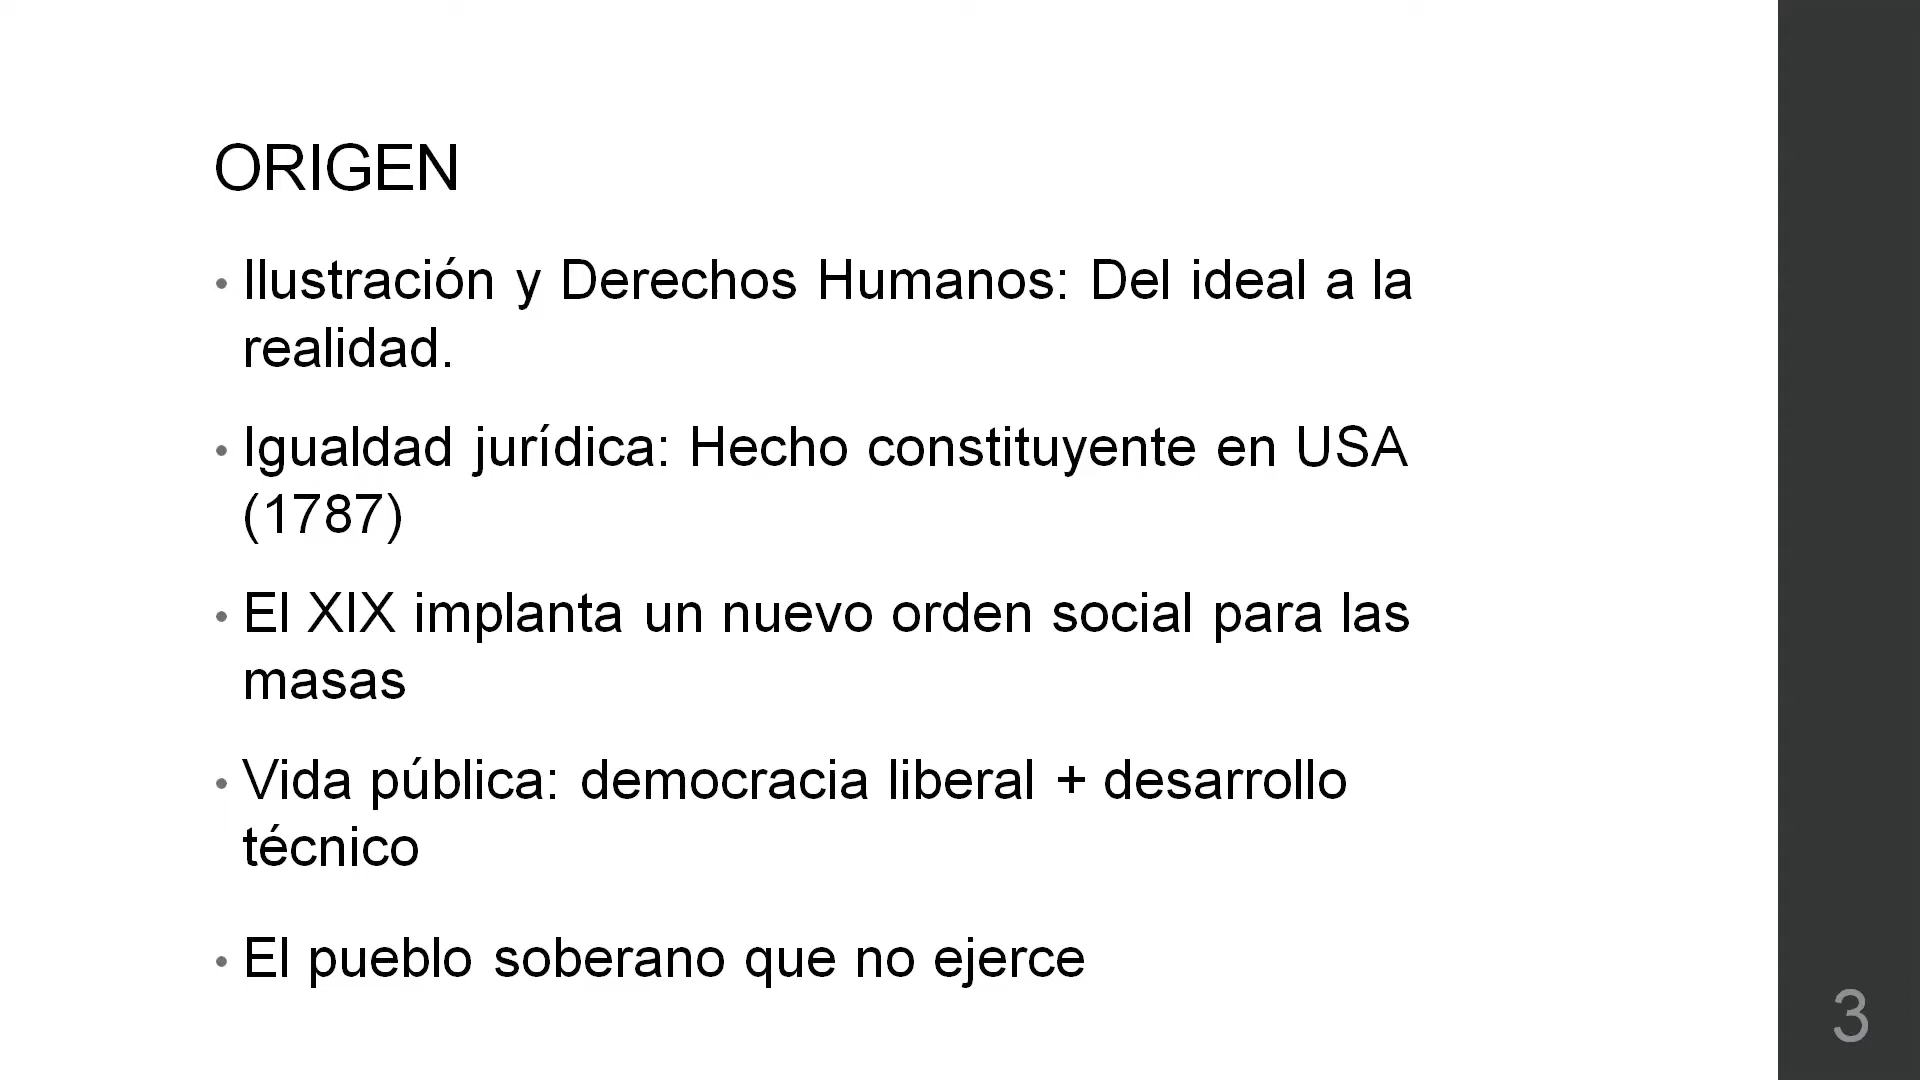 ORIGEN
• Ilustración y Derechos Humanos: Del ideal a la
realidad.
• Igualdad jurídica: Hecho constituyente en USA
(1787)
• El XIX implanta un nuevo orden social para las
masas
• Vida pública: democracia liberal + desarrollo
técnico
• El pueblo soberano que no ejerce
3